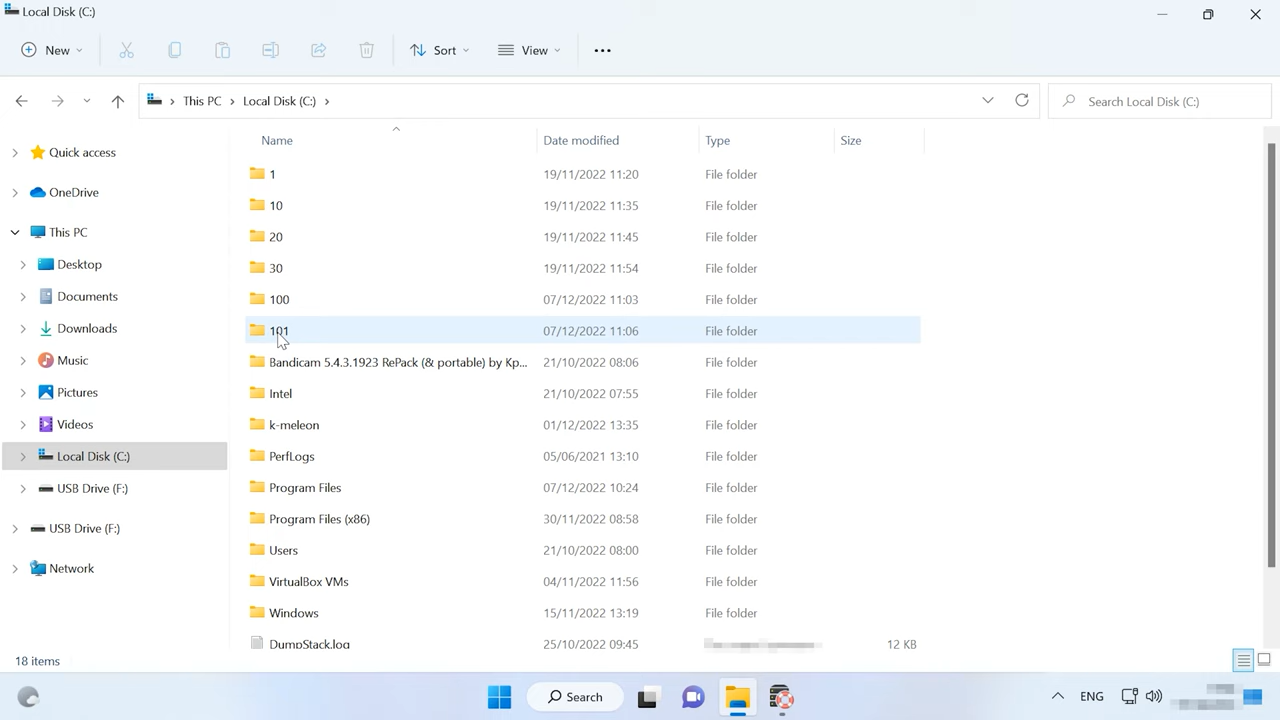 Local Disk (C:)
New Sort View
This PC Local Disk (C:) Search Local Disk (C:)
Name Date modified Type Size
Quick access
OneDrive
This PC
Desktop
Documents
Downloads
Music
Pictures
Videos
Local Disk (C:)
USB Drive (F:)
USB Drive (F:)
Network
1 19/11/2022 11:20 File folder
10 19/11/2022 11:35 File folder
20 19/11/2022 11:45 File folder
30 19/11/2022 11:54 File folder
100 07/12/2022 11:03 File folder
101 07/12/2022 11:06 File folder
Bandicam 5.4.3.1923 RePack (& portable) by Kp... 21/10/2022 08:06 File folder
Intel 21/10/2022 07:55 File folder
k-meleon 01/12/2022 13:35 File folder
PerfLogs 05/06/2021 13:10 File folder
Program Files 07/12/2022 10:24 File folder
Program Files (x86) 30/11/2022 08:58 File folder
Users 21/10/2022 08:00 File folder
VirtualBox VMs 04/11/2022 11:56 File folder
Windows 15/11/2022 13:19 File folder
DumpStack.log 25/10/2022 09:45 12 KB
18 items
Search ENG